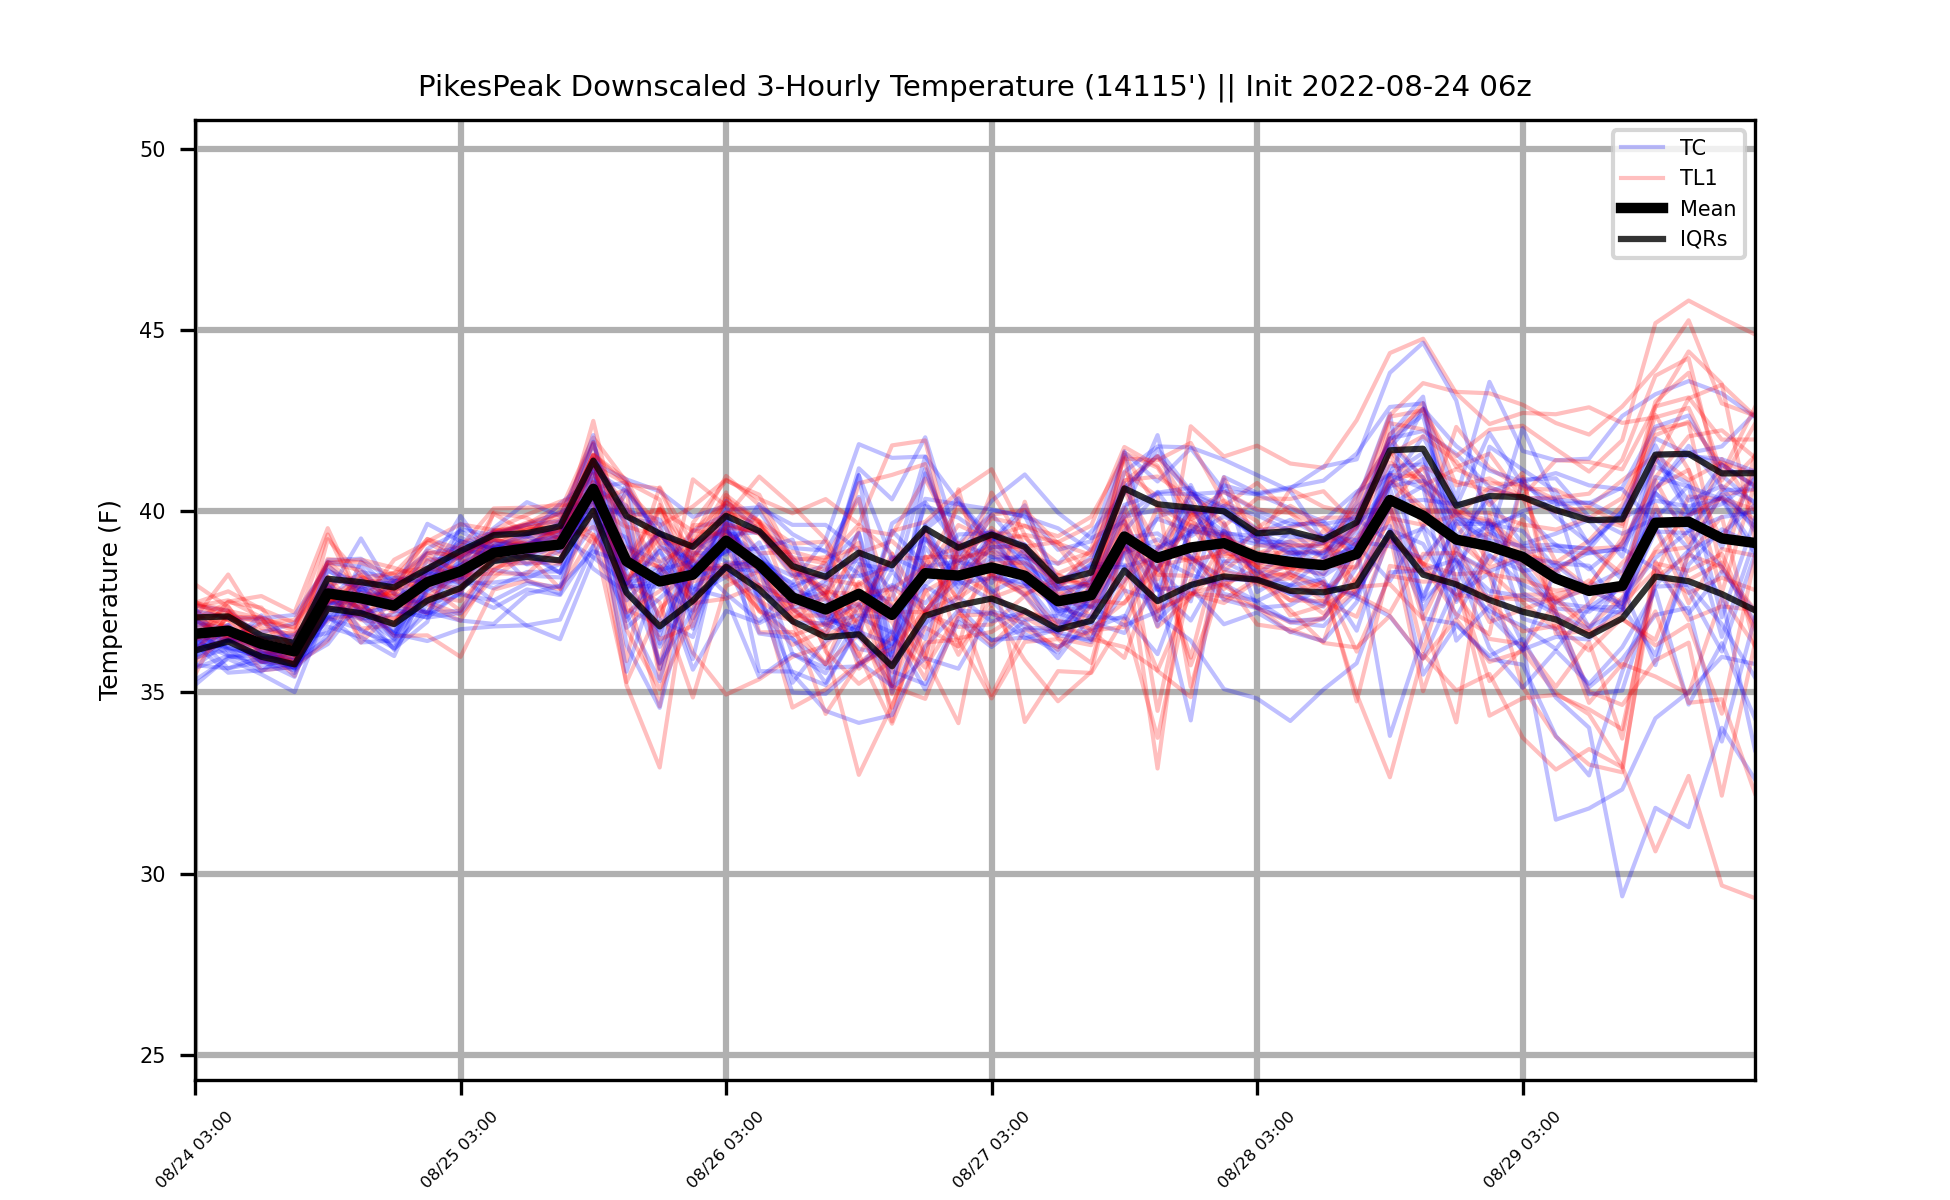 PikesPeak Downscaled 3-Hourly Temperature (14115') || Init 2022-08-24 06z
TC
TL1
Mean
IQRs
Temperature (F)
50
45
40
35
30
25
08/24 03:00
08/25 03:00
08/26 03:00
08/27 03:00
08/28 03:00
08/29 03:00